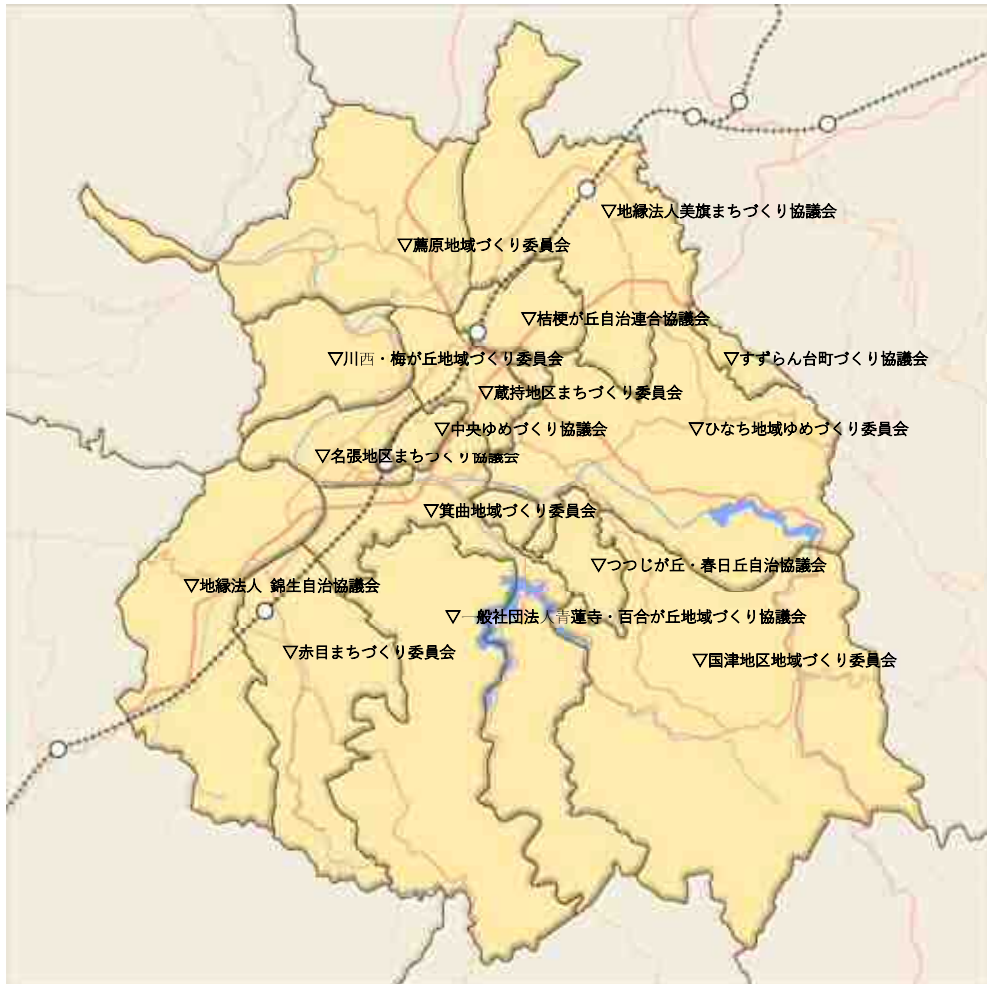 ▽地縁法人美旗まちづくり協議会
▽薦原地域づくり委員会
▽桔梗が丘自治連合協議会
▽川西・梅が丘地域づくり委員会
▽すずらん台町づくり協議会
▽蔵持地区まちづくり委員会
▽中央ゆめづくり協議会
▽ひなち地域ゆめづくり委員会
▽名張地区まちづくり協議会
▽箕曲地域づくり委員会
▽つつじが丘・春日丘自治協議会
▽地縁法人 錦生自治協議会
▽一般社団法人青蓮寺・百合が丘地域づくり協議会
▽赤目まちづくり委員会
▽国津地区地域づくり委員会